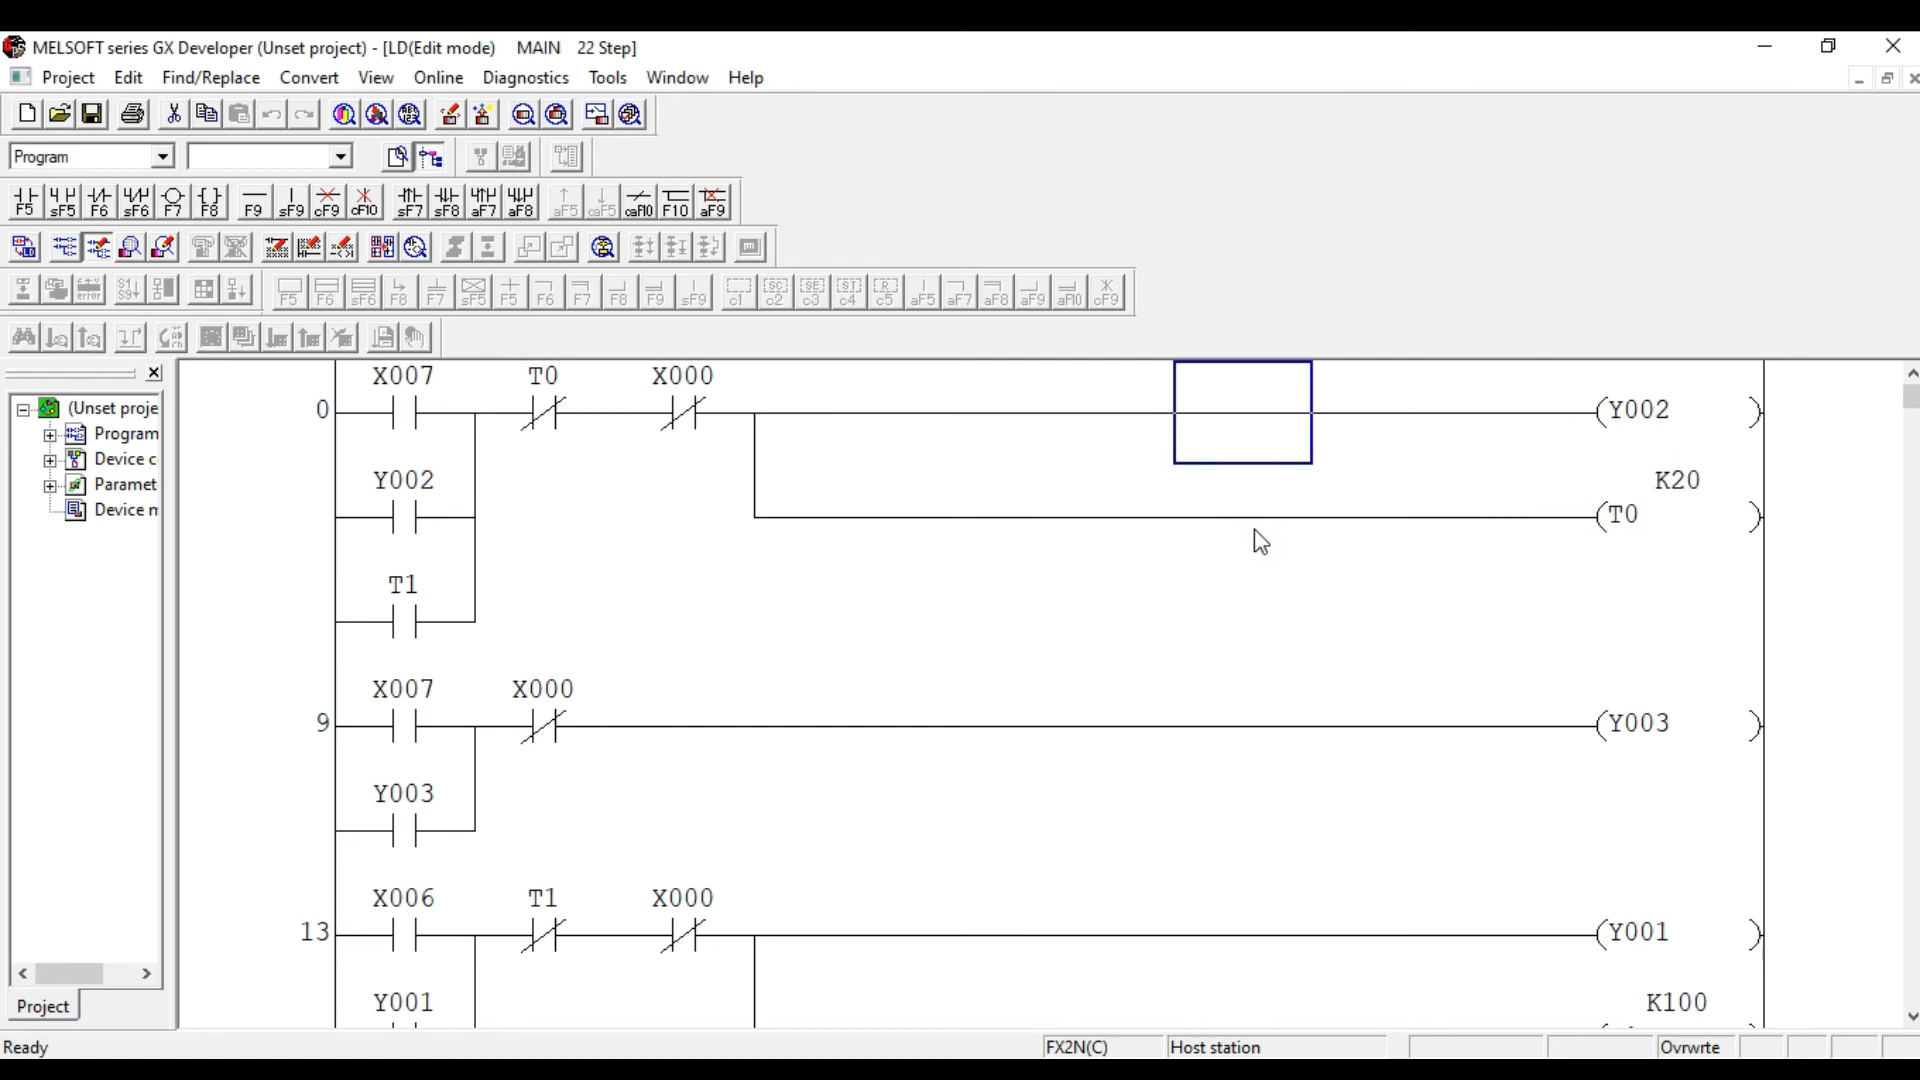 MELSOFT series GX Developer (Unset project) - [LD(Edit mode)    MAIN    22 Step]
Project Edit Find/Replace Convert View Online Diagnostics Tools Window Help
Program
F5 sF5 F6 sF6 F7 F8 F9 sF9 cF9 cF10 sF7 sF8 aF7 aF8 aF5 caF5 caF10 F10 aF9
error F5 F6 sF6 F8 F7 sF5 F5 F6 F7 F8 F9 sF9 c1 SC c2 SE c3 ST c4 R c5 aF5 aF7 aF8 aF9 aF10 cF9
(Unset proje
Program
Device c
Paramet
Device m
Project
X007 T0 X000
0 (Y002 )
Y002 K20
(T0 )
T1
X007 X000
9 (Y003 )
Y003
X006 T1 X000
13 (Y001 )
Y001 K100
Ready FX2N(C) Host station Ovrwrte